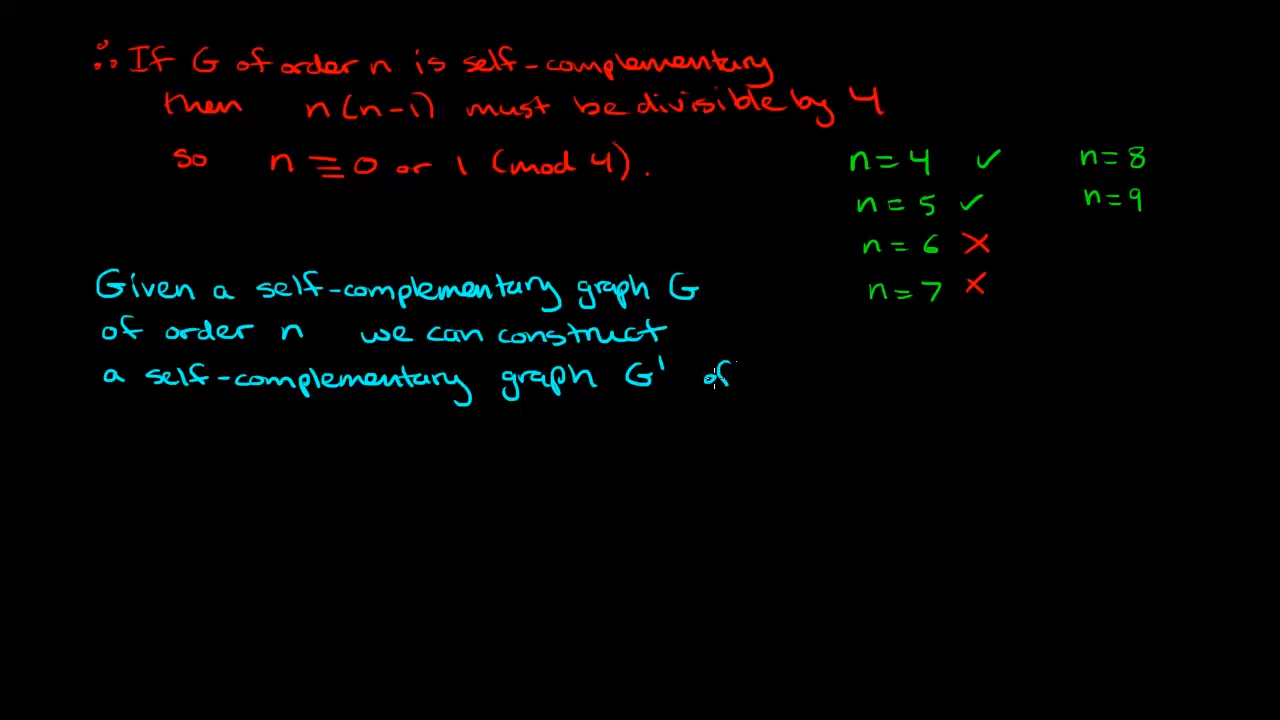 ∴ If G of order n is self-complementary
then n(n-1) must be divisible by 4
so n ≡ 0 or 1 (mod 4).
n = 4 ✓ n = 8
n = 5 ✓ n = 9
n = 6 ✗
n = 7 ✗
Given a self-complementary graph G
of order n we can construct
a self-complementary graph G' of